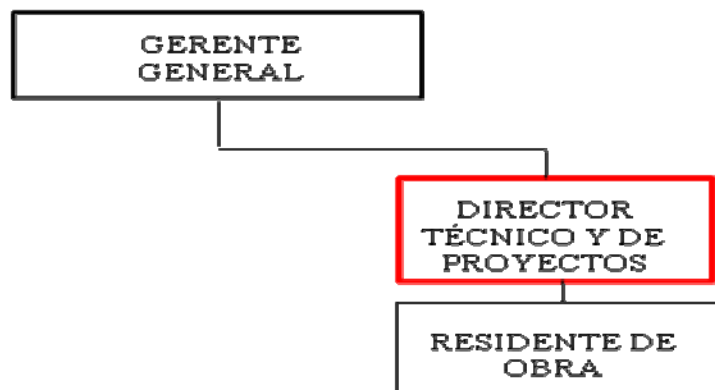 GERENTE
GENERAL
DIRECTOR
TÉCNICO Y DE
PROYECTOS
RESIDENTE DE
OBRA